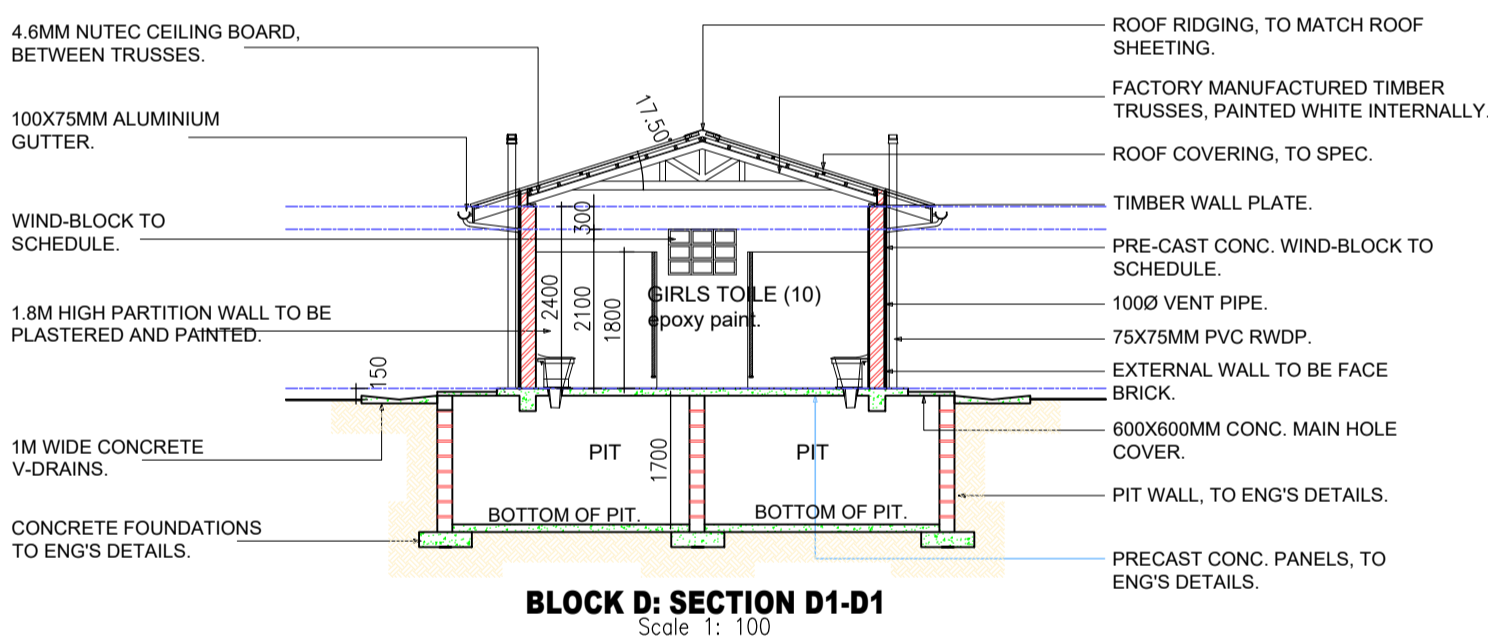 4.6MM NUTEC CEILING BOARD,
BETWEEN TRUSSES.
100X75MM ALUMINIUM
GUTTER.
WIND-BLOCK TO
SCHEDULE.
1.8M HIGH PARTITION WALL TO BE
PLASTERED AND PAINTED.
150
1M WIDE CONCRETE
V-DRAINS.
CONCRETE FOUNDATIONS
TO ENG'S DETAILS.
17.50°
300
2400
2100
1800
GIRLS TOILE (10)
epoxy paint.
PIT
PIT
1700
BOTTOM OF PIT.
BOTTOM OF PIT.
ROOF RIDGING, TO MATCH ROOF
SHEETING.
FACTORY MANUFACTURED TIMBER
TRUSSES, PAINTED WHITE INTERNALLY.
ROOF COVERING, TO SPEC.
TIMBER WALL PLATE.
PRE-CAST CONC. WIND-BLOCK TO
SCHEDULE.
100Ø VENT PIPE.
75X75MM PVC RWDP.
EXTERNAL WALL TO BE FACE
BRICK.
600X600MM CONC. MAIN HOLE
COVER.
PIT WALL, TO ENG'S DETAILS.
PRECAST CONC. PANELS, TO
ENG'S DETAILS.
BLOCK D: SECTION D1-D1
Scale 1: 100